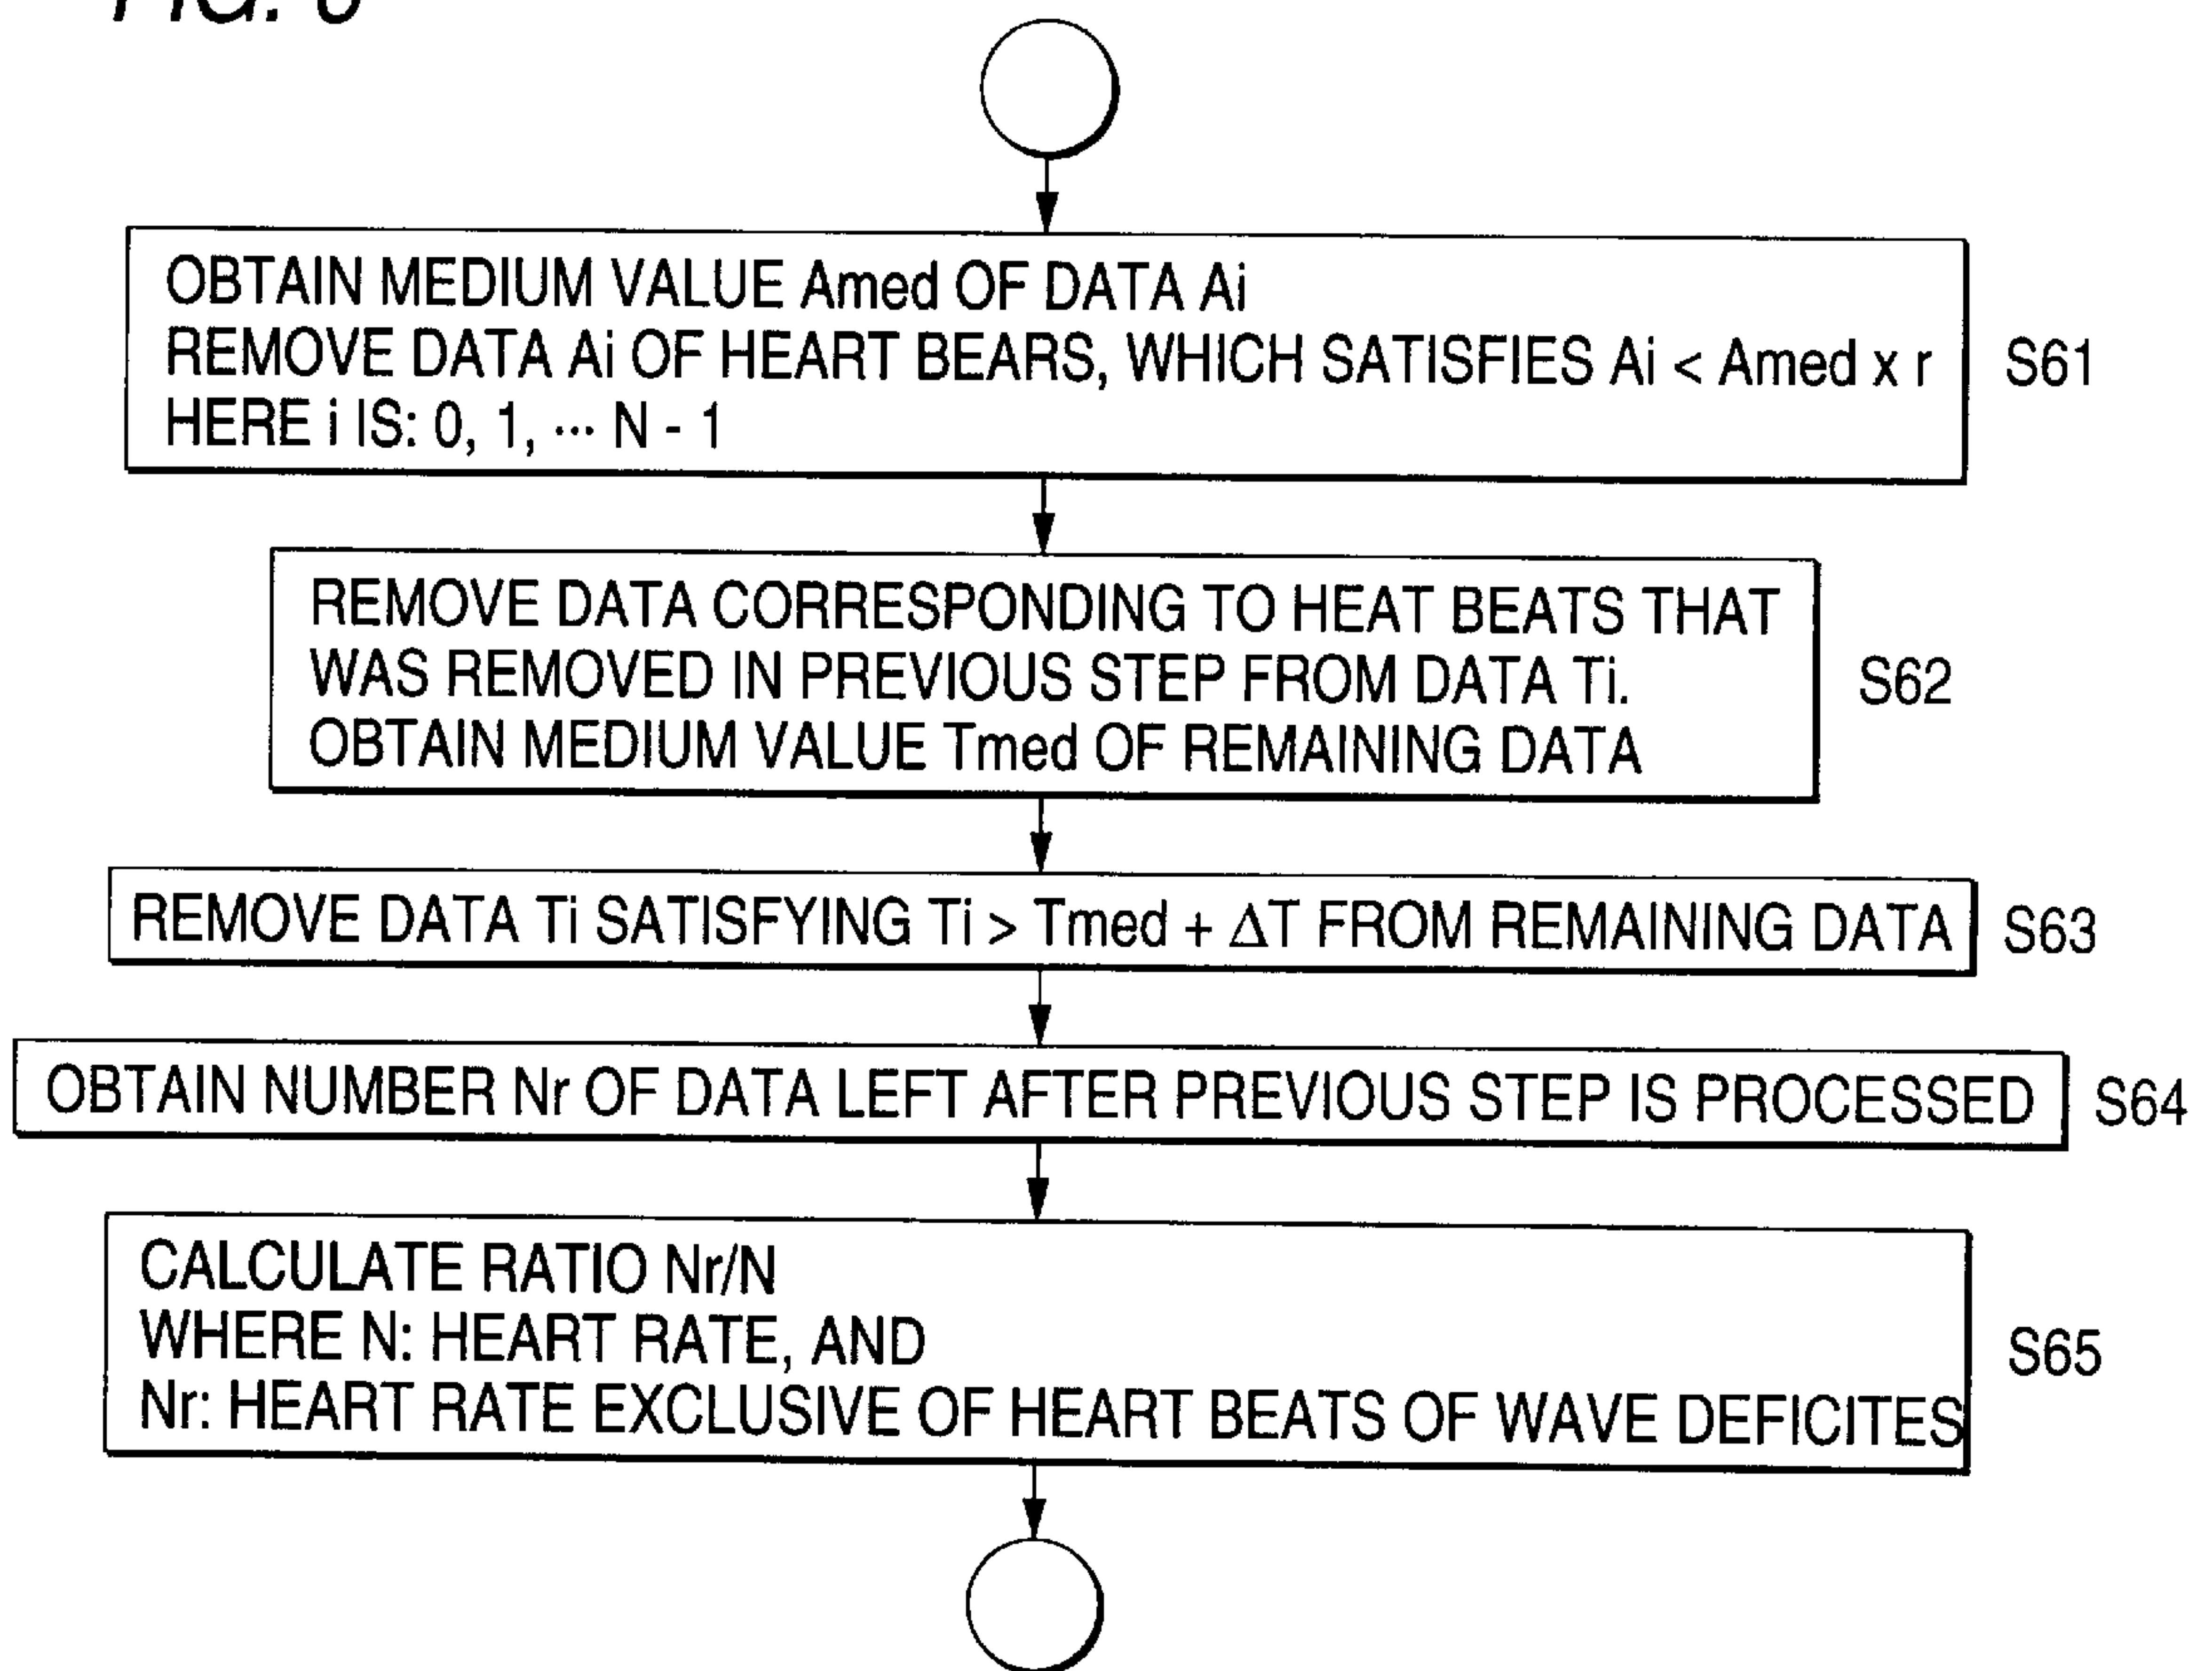 FIG.
OBTAIN MEDIUM VALUE Amed OF DATA Ai
REMOVE DATA Ai OF HEART BEARS, WHICH SATISFIES Ai < Amed x r
HERE i IS: 0, 1, ··· N - 1
S61
REMOVE DATA CORRESPONDING TO HEAT BEATS THAT
WAS REMOVED IN PREVIOUS STEP FROM DATA Ti.
OBTAIN MEDIUM VALUE Tmed OF REMAINING DATA
S62
REMOVE DATA Ti SATISFYING Ti > Tmed + ΔT FROM REMAINING DATA
S63
OBTAIN NUMBER Nr OF DATA LEFT AFTER PREVIOUS STEP IS PROCESSED
S64
CALCULATE RATIO Nr/N
WHERE N: HEART RATE, AND
Nr: HEART RATE EXCLUSIVE OF HEART BEATS OF WAVE DEFICITES
S65